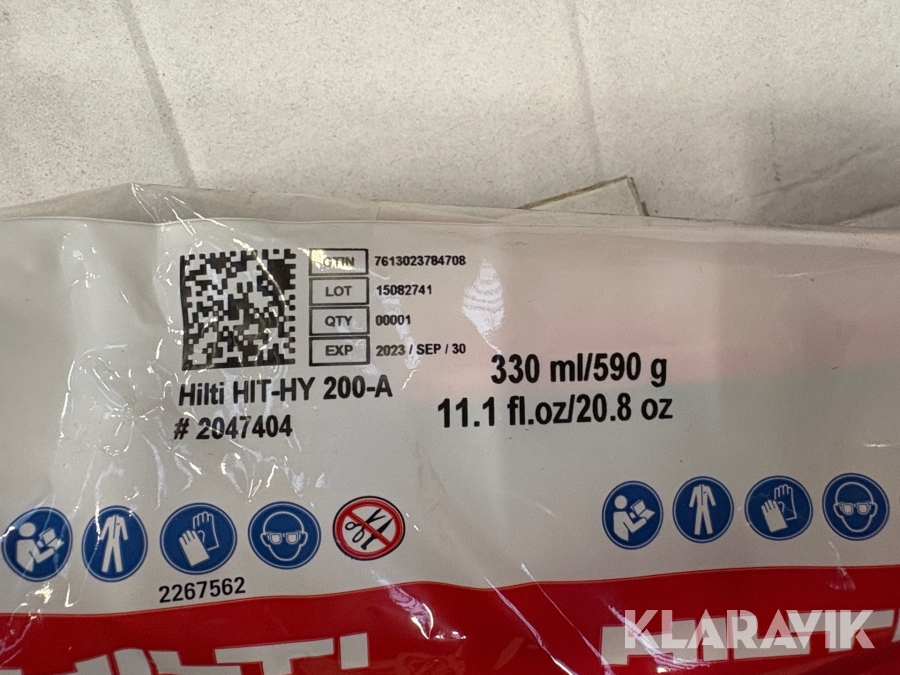 GTIN 7613023784708
LOT 15082741
QTY 00001
EXP 2023 / SEP / 30
Hilti HIT-HY 200-A
# 2047404
330 ml/590 g
11.1 fl.oz/20.8 oz
2267562
KLARAVIK